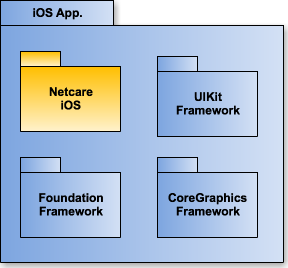 iOS App.
Netcare
iOS
UIKit
Framework
Foundation
Framework
CoreGraphics
Framework